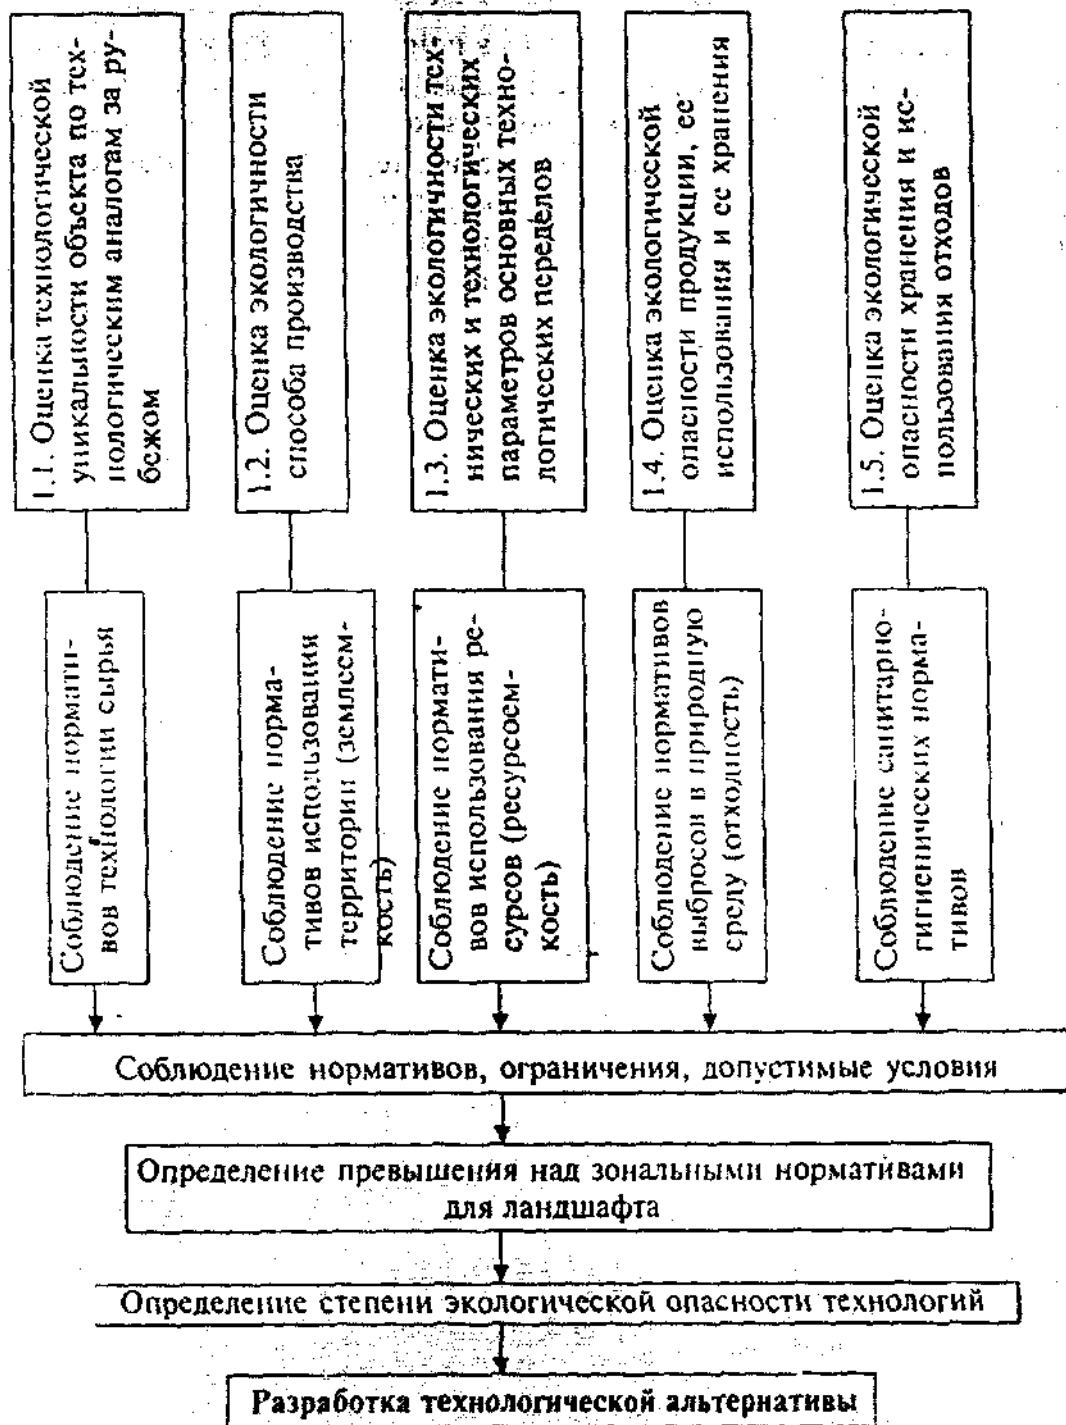 1.1. Оценка технологической
уникальности объекта по тех-
нологическим аналогам за ру-
бежом
1.2. Оценка экологичности
способа производства
1.3. Оценка экологичности тех-
нических и технологических
параметров основных техно-
логических переделов
1.4. Оценка экологической
опасности продукции, ее
использования и ее хранения
1.5. Оценка экологической
опасности хранения и ис-
пользования отходов
Соблюдение нормати-
вов технологии сырья
Соблюдение норма-
тивов использования
территории (землеем-
кость)
Соблюдение нормати-
вов использования ре-
сурсов (ресурсоем-
кость)
Соблюдение нормативов
выбросов в природную
среду (отходность)
Соблюдение санитарно-
гигиенических норма-
тивов
Соблюдение нормативов, ограничения, допустимые условия
Определение превышения над зональными нормативами
для ландшафта
Определение степени экологической опасности технологий
Разработка технологической альтернативы